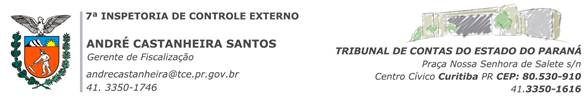 7ª INSPETORIA DE CONTROLE EXTERNO
ANDRÉ CASTANHEIRA SANTOS
Gerente de Fiscalização
andrecastanheira@tce.pr.gov.br
41. 3350-1746
TRIBUNAL DE CONTAS DO ESTADO DO PARANÁ
Praça Nossa Senhora de Salete s/n
Centro Cívico Curitiba PR CEP: 80.530-910
41.3350-1616